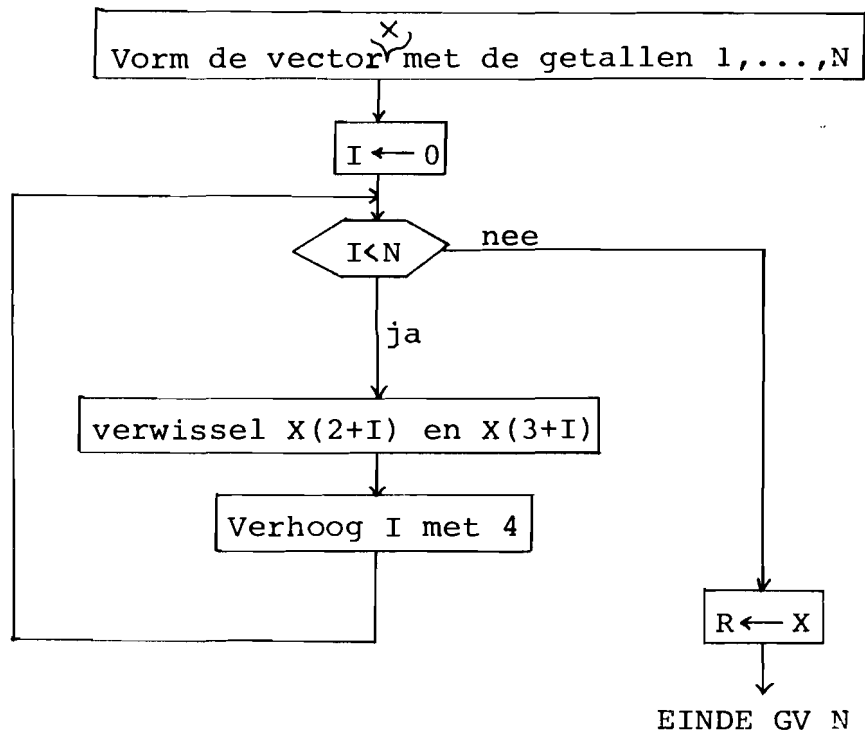 X
Vorm de vector met de getallen 1,...,N
I ← 0
I<N
nee
ja
verwissel X(2+I) en X(3+I)
Verhoog I met 4
R ← X
EINDE GV N